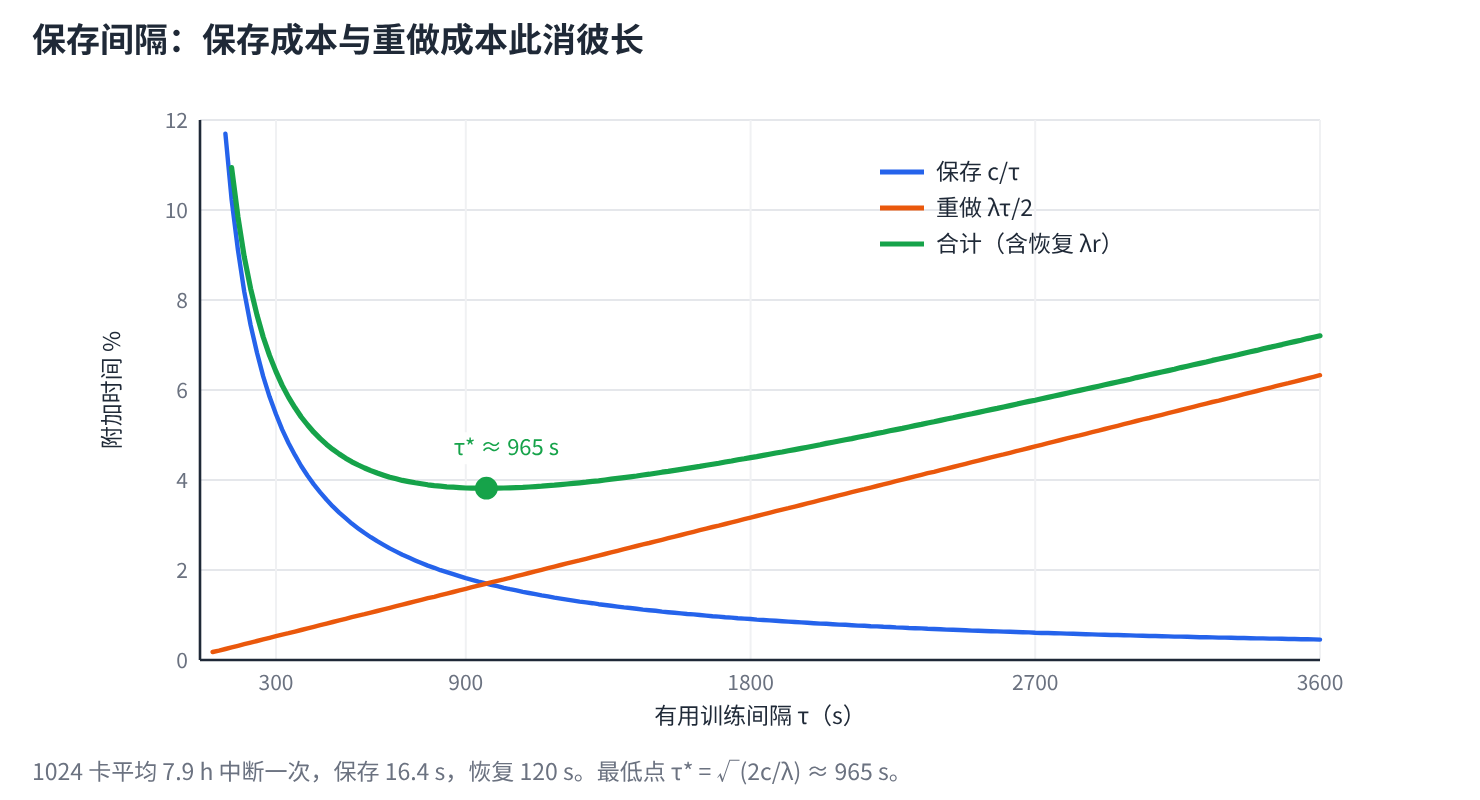 保存间隔：保存成本与重做成本此消彼长
12
10
8
6
4
2
0
附加时间 %
保存 c/τ
重做 λτ/2
合计（含恢复 λr）
τ* ≈ 965 s
300
900
1800
2700
3600
有用训练间隔 τ（s）
1024 卡平均 7.9 h 中断一次，保存 16.4 s，恢复 120 s。最低点 τ* = √(2c/λ) ≈ 965 s。